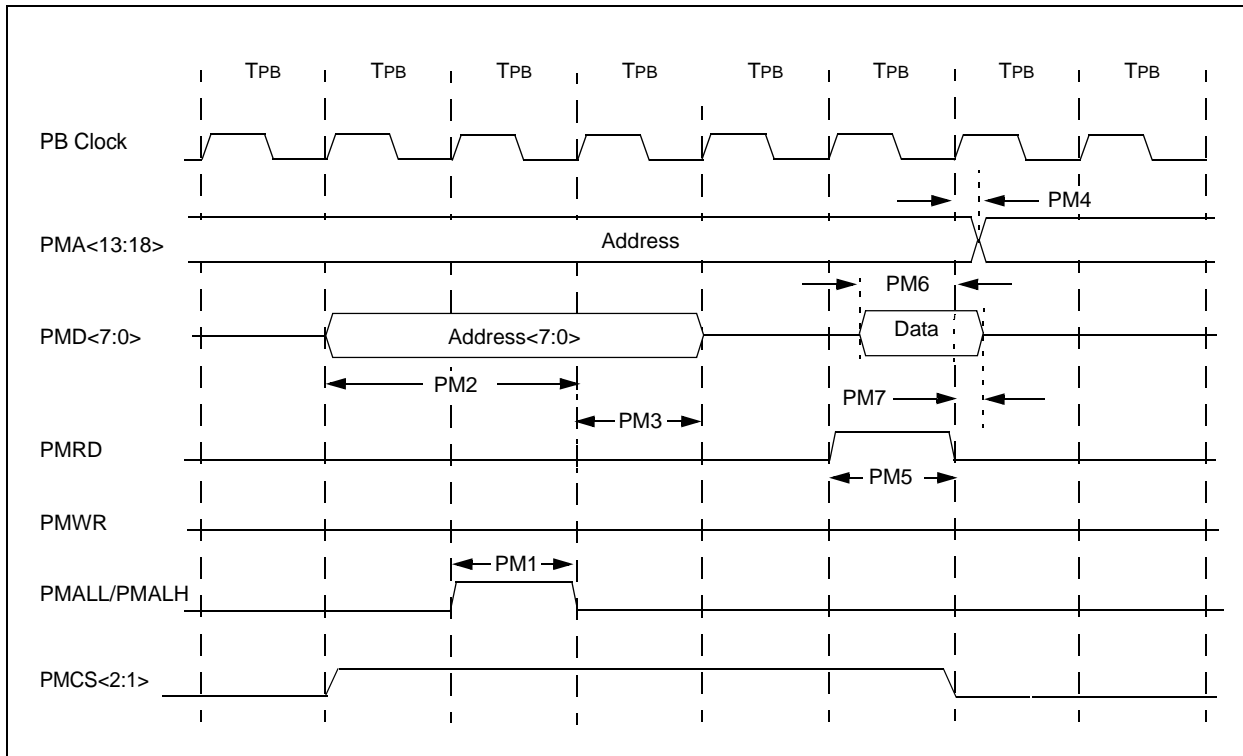 TPB TPB TPB TPB TPB TPB TPB TPB
PB Clock
PM4
PMA<13:18>
Address
PM6
PMD<7:0>
Address<7:0>
Data
PM2
PM7
PM3
PMRD
PM5
PMWR
PM1
PMALL/PMALH
PMCS<2:1>